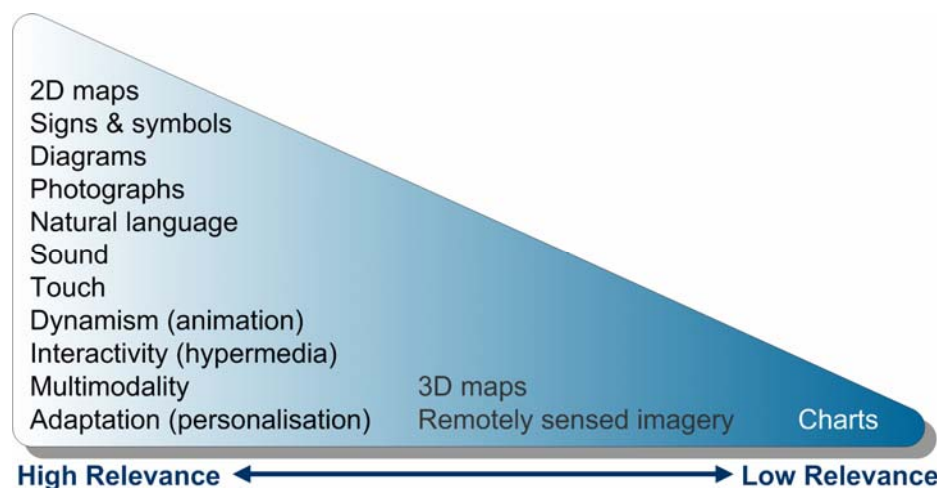 2D maps
Signs & symbols
Diagrams
Photographs
Natural language
Sound
Touch
Dynamism (animation)
Interactivity (hypermedia)
Multimodality 3D maps
Adaptation (personalisation) Remotely sensed imagery Charts
High Relevance Low Relevance